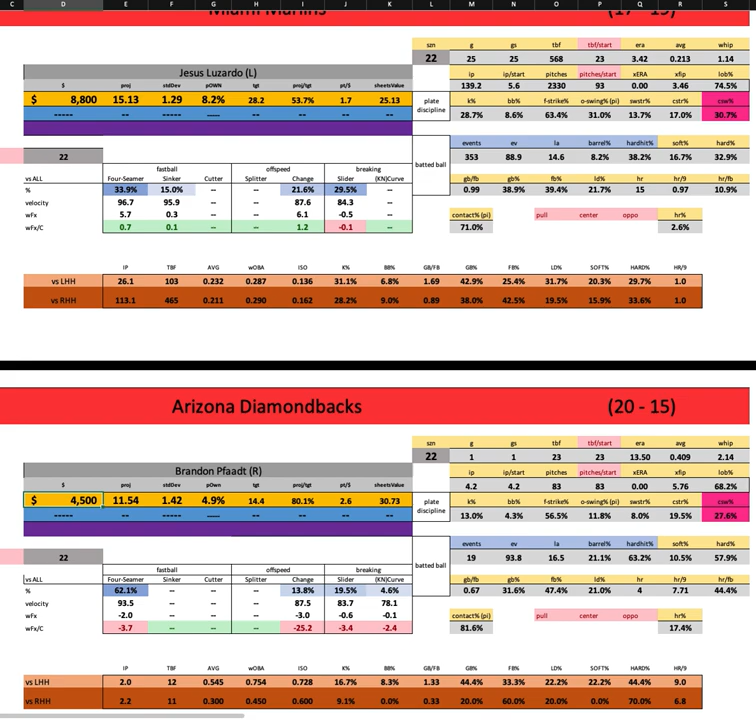 C D E F G H I J K L M N O P Q R S
Miami Marlins (17 - 15)
szn g gs tbf tbf/start era avg whip
22 25 25 568 23 3.42 0.213 1.14
Jesus Luzardo (L) ip ip/start pitches pitches/start xERA xfip lob%
$ proj stdDev pOWN tgt proj/tgt pt/$ sheetsValue 139.2 5.6 2330 93 0.00 3.46 74.5%
$ 8,800 15.13 1.29 8.2% 28.2 53.7% 1.7 25.13 plate discipline k% bb% f-strike% o-swing% (pi) swstr% cstr% csw%
----- -- -- ----- -- -- -- -- 28.7% 8.6% 63.4% 31.0% 13.7% 17.0% 30.7%
events ev la barrel% hardhit% soft% hard%
22 batted ball 353 88.9 14.6 8.2% 38.2% 16.7% 32.9%
fastball offspeed breaking
vs ALL Four-Seamer Sinker Cutter Splitter Change Slider (KN)Curve gb/fb gb% fb% ld% hr hr/9 hr/fb
% 33.9% 15.0% -- -- 21.6% 29.5% -- 0.99 38.9% 39.4% 21.7% 15 0.97 10.9%
velocity 96.7 95.9 -- -- 87.6 84.3 --
wFx 5.7 0.3 -- -- 6.1 -0.5 -- contact% (pi) pull center oppo hr%
wFx/C 0.7 0.1 -- -- 1.2 -0.1 -- 71.0% 2.6%
IP TBF AVG wOBA ISO K% BB% GB/FB GB% FB% LD% SOFT% HARD% HR/9
vs LHH 26.1 103 0.232 0.287 0.136 31.1% 6.8% 1.69 42.9% 25.4% 31.7% 20.3% 29.7% 1.0
vs RHH 113.1 465 0.211 0.290 0.162 28.2% 9.0% 0.89 38.0% 42.5% 19.5% 15.9% 33.6% 1.0
Arizona Diamondbacks (20 - 15)
szn g gs tbf tbf/start era avg whip
22 1 1 23 23 13.50 0.409 2.14
Brandon Pfaadt (R) ip ip/start pitches pitches/start xERA xfip lob%
$ proj stdDev pOwn tgt proj/tgt pt/$ sheetsValue 4.2 4.2 83 83 0.00 5.76 68.2%
$ 4,500 11.54 1.42 4.9% 14.4 80.1% 2.6 30.73 plate discipline k% bb% f-strike% o-swing% (pi) swstr% cstr% csw%
----- -- -- ----- -- -- -- -- 13.0% 4.3% 56.5% 11.8% 8.0% 19.5% 27.6%
events ev la barrel% hardhit% soft% hard%
22 batted ball 19 93.8 16.5 21.1% 63.2% 10.5% 57.9%
fastball offspeed breaking
vs ALL Four-Seamer Sinker Cutter Splitter Change Slider (KN)Curve gb/fb gb% fb% ld% hr hr/9 hr/fb
% 62.1% -- -- -- 13.8% 19.5% 4.6% 0.67 31.6% 47.4% 21.0% 4 7.71 44.4%
velocity 93.5 -- -- -- 87.5 83.7 78.1
wFx -2.0 -- -- -- -3.0 -0.6 -0.1 contact% (pi) pull center oppo hr%
wFx/C -3.7 -- -- -- -25.2 -3.4 -2.4 81.6% 17.4%
IP TBF AVG wOBA ISO K% BB% GB/FB GB% FB% LD% SOFT% HARD% HR/9
vs LHH 2.0 12 0.545 0.754 0.728 16.7% 8.3% 1.33 44.4% 33.3% 22.2% 22.2% 44.4% 9.0
vs RHH 2.2 11 0.300 0.450 0.600 9.1% 0.0% 0.33 20.0% 60.0% 20.0% 0.0% 70.0% 6.8